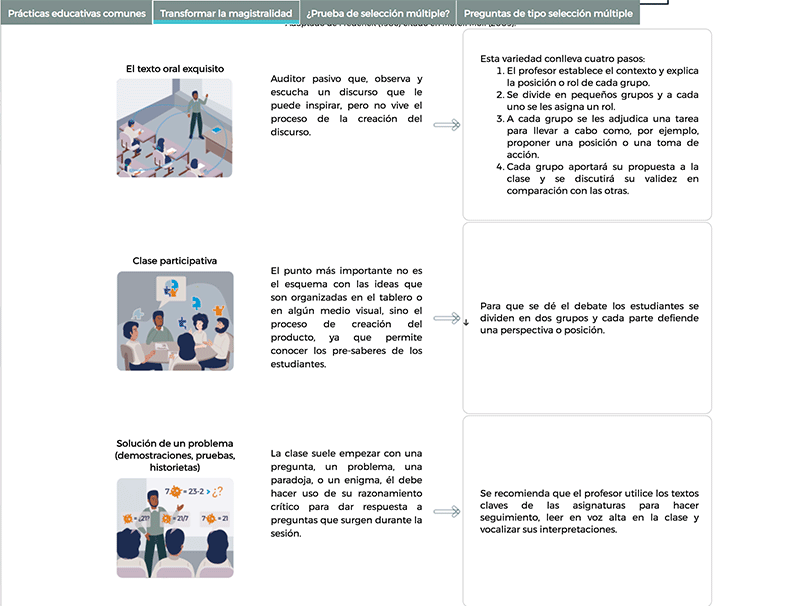 Prácticas educativas comunes
Transformar la magistralidad
¿Prueba de selección múltiple?
Preguntas de tipo selección múltiple
El texto oral exquisito
Auditor pasivo que, observa y
escucha un discurso que le
puede inspirar, pero no vive el
proceso de la creación del
discurso.
Esta variedad conlleva cuatro pasos:
1. El profesor establece el contexto y explica
la posición o rol de cada grupo.
2. Se divide en pequeños grupos y a cada
uno se les asigna un rol.
3. A cada grupo se les adjudica una tarea
para llevar a cabo como, por ejemplo,
proponer una posición o una toma de
acción.
4. Cada grupo aportará su propuesta a la
clase y se discutirá su validez en
comparación con las otras.
Clase participativa
El punto más importante no es
el esquema con las ideas que
son organizadas en el tablero o
en algún medio visual, sino el
proceso de creación del
producto, ya que permite
conocer los pre-saberes de los
estudiantes.
Para que se dé el debate los estudiantes se
dividen en dos grupos y cada parte defiende
una perspectiva o posición.
Solución de un problema
(demostraciones, pruebas,
historietas)
7· = 23-2 > ¿?
= ¿21?
= 21/7
7· = 21
La clase suele empezar con una
pregunta, un problema, una
paradoja, o un enigma, él debe
hacer uso de su razonamiento
crítico para dar respuesta a
preguntas que surgen durante la
sesión.
Se recomienda que el profesor utilice los textos
claves de las asignaturas para hacer
seguimiento, leer en voz alta en la clase y
vocalizar sus interpretaciones.